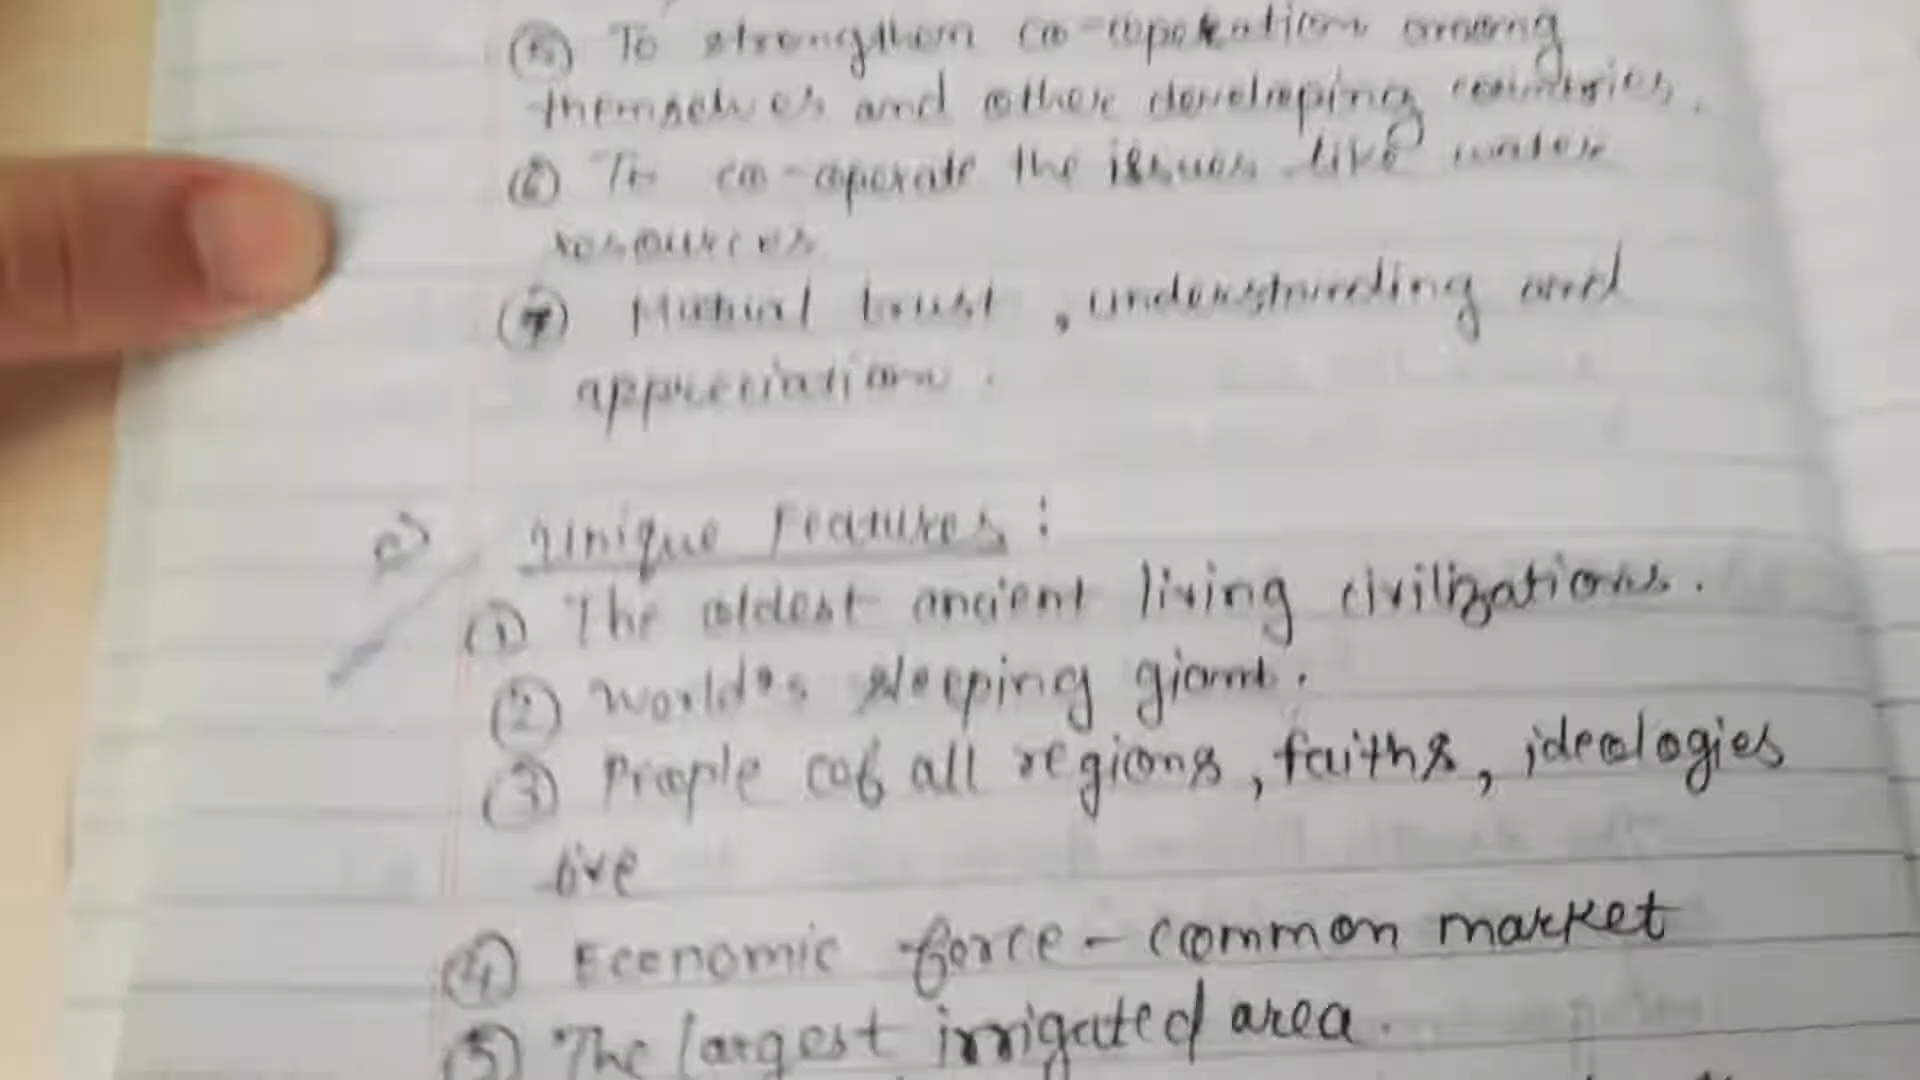 ⑤ To strengthen co-operation among
themselves and other developing countries.
⑥ To co-operate the issues like water
resources
⑦ Mutual trust, understanding and
appreciation.
c) Unique Features:
① The oldest ancient living civilizations.
② World's sleeping giant.
③ People of all regions, faiths, ideologies
live
④ Economic force - common market
⑤ The largest irrigated area.